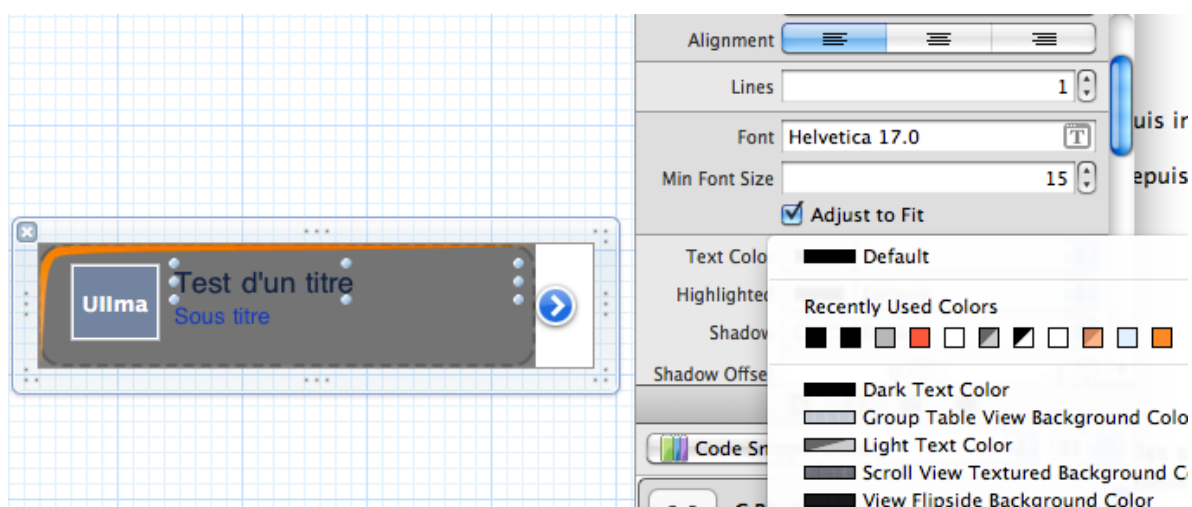 Alignment
Lines 1
Font Helvetica 17.0
Min Font Size 15
Adjust to Fit
Text Colo
Highlighted
Shadow
Shadow Offse
Default
Recently Used Colors
Dark Text Color
Group Table View Background Colo
Light Text Color
Scroll View Textured Background C
View Flipside Background Color
Code Sn
UIIma
Test d'un titre
Sous titre
uis in
epuis